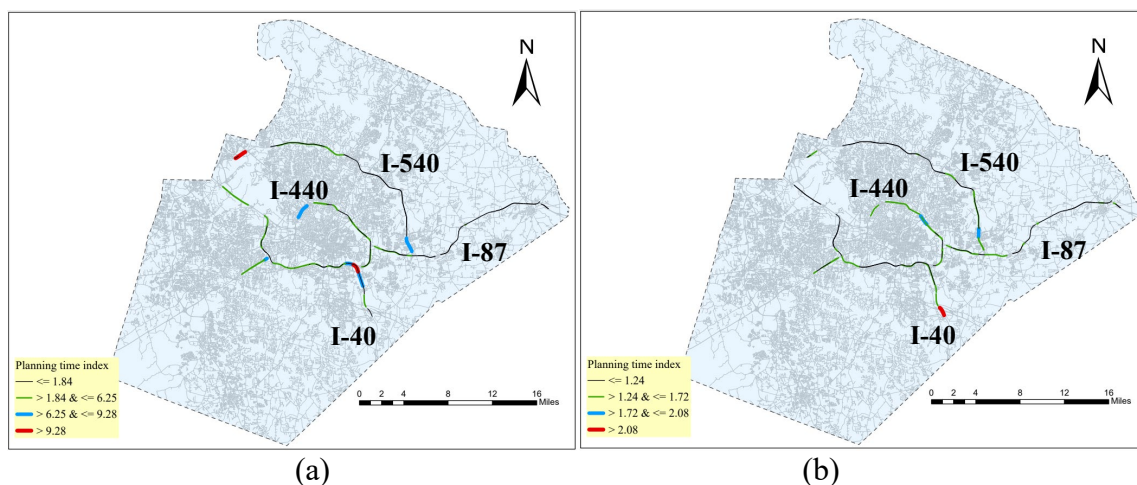 N
I-540
I-440
I-87
I-40
Planning time index
<= 1.84
> 1.84 & <= 6.25
> 6.25 & <= 9.28
> 9.28
0 2 4 8 12 16
Miles
(a)
N
I-540
I-440
I-87
I-40
Planning time index
<= 1.24
> 1.24 & <= 1.72
> 1.72 & <= 2.08
> 2.08
0 2 4 8 12 16
Miles
(b)